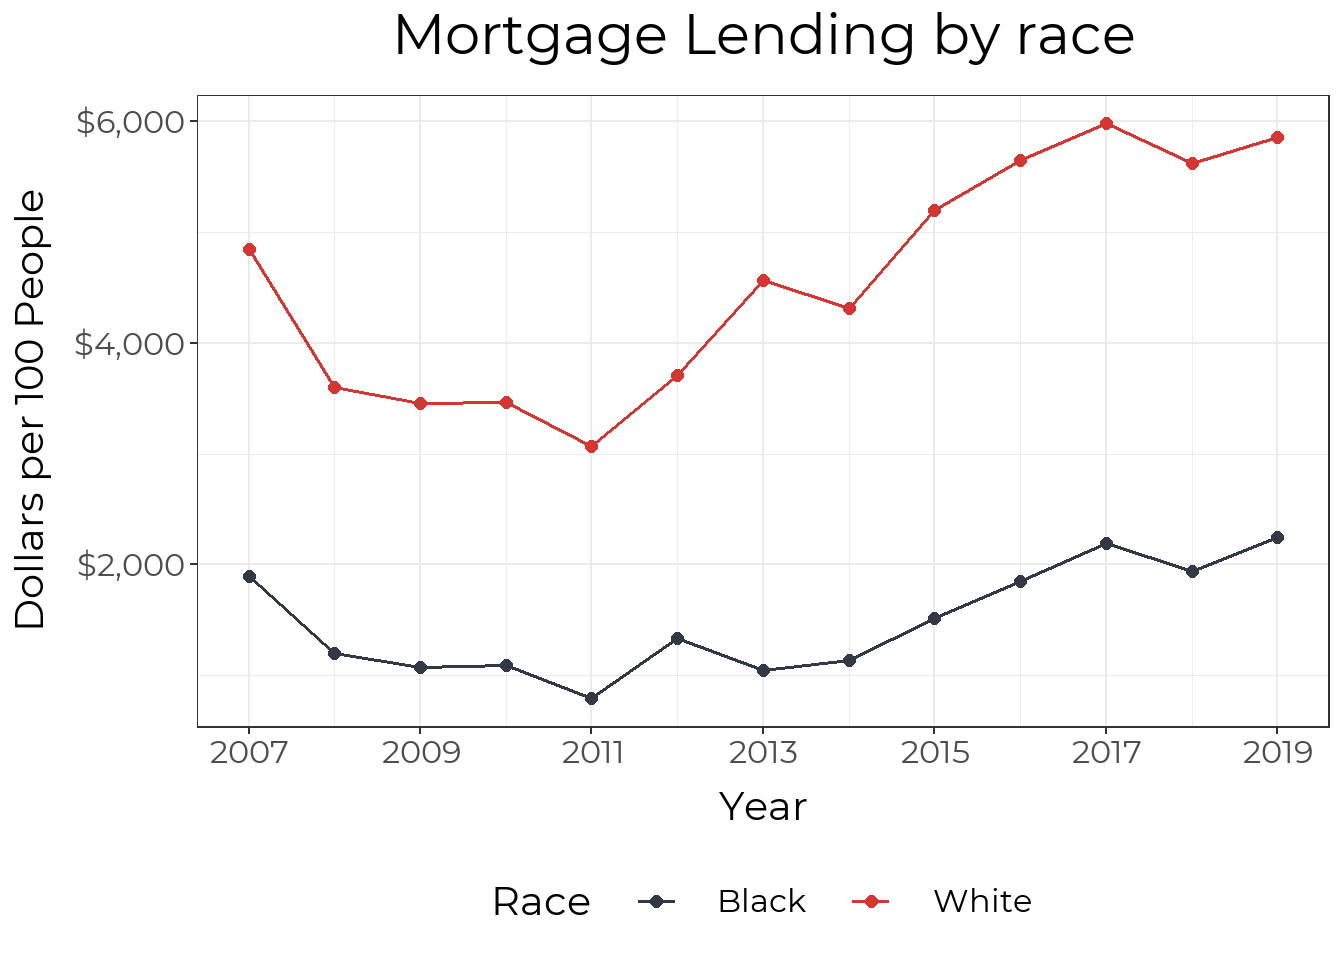 Mortgage Lending by race
$6,000
$4,000
$2,000
Dollars per 100 People
2007 2009 2011 2013 2015 2017 2019
Year
Race Black White